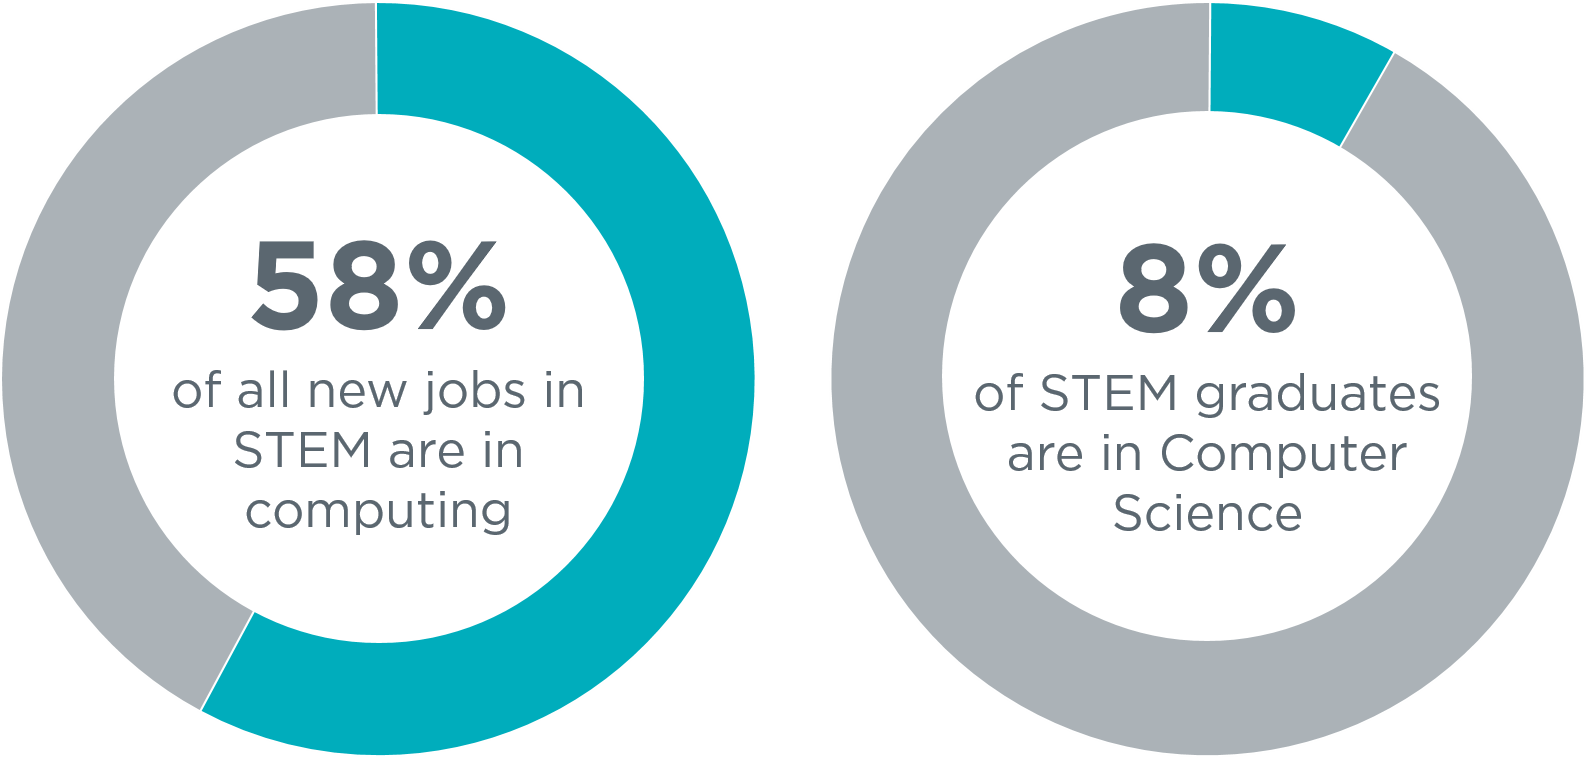 58%
of all new jobs in
STEM are in
computing
8%
of STEM graduates
are in Computer
Science